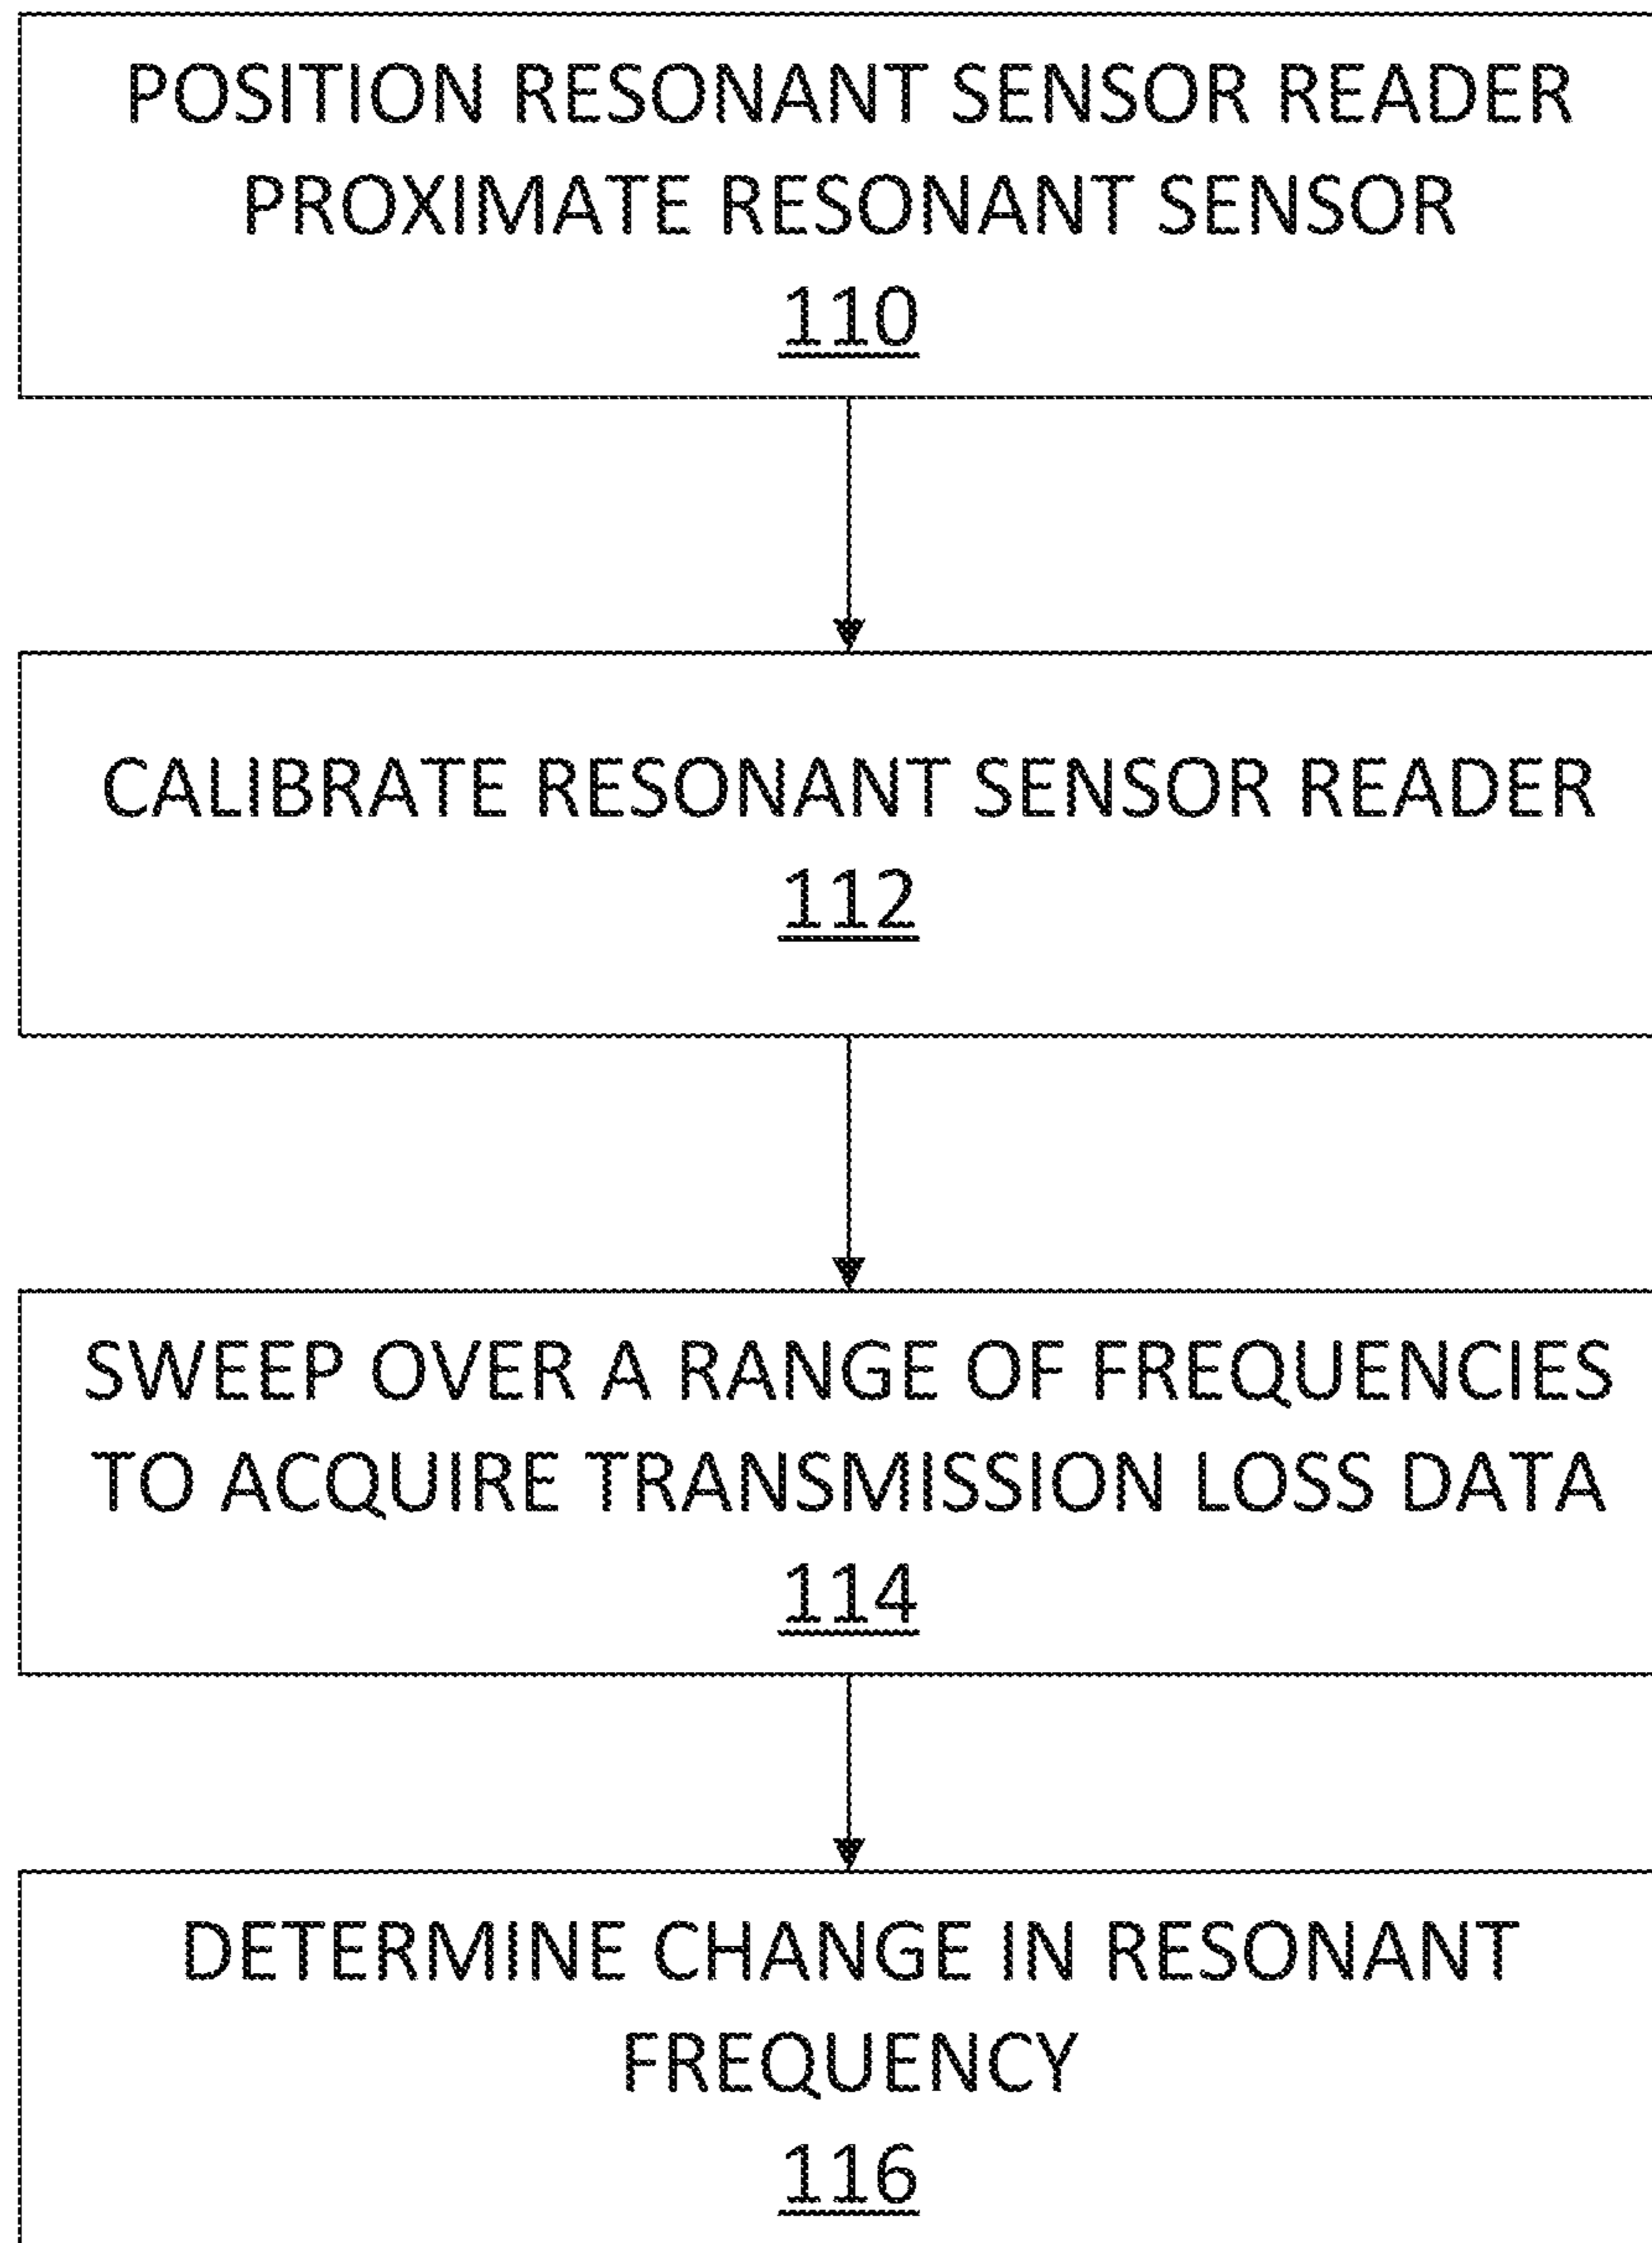 POSITION RESONANT SENSOR READER
PROXIMATE RESONANT SENSOR
110
CALIBRATE RESONANT SENSOR READER
112
SWEEP OVER A RANGE OF FREQUENCIES
TO ACQUIRE TRANSMISSION LOSS DATA
114
DETERMINE CHANGE IN RESONANT
FREQUENCY
116